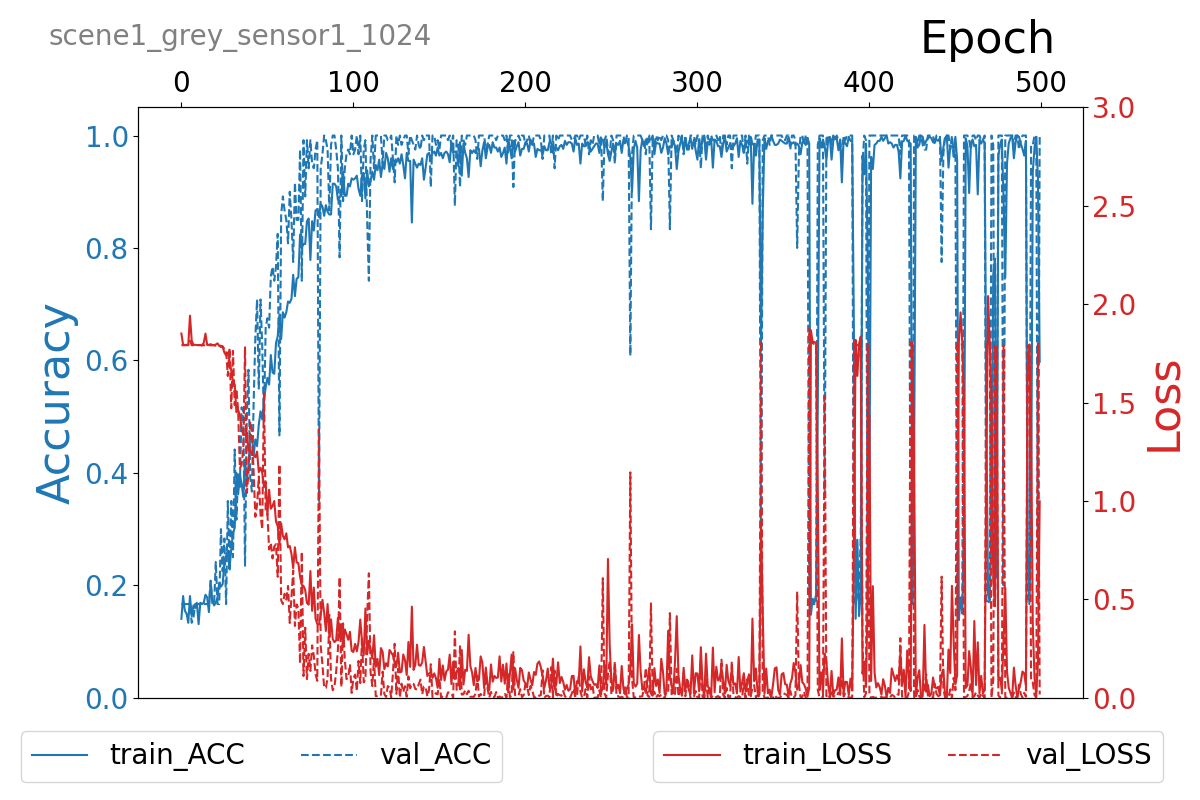 scene1_grey_sensor1_1024
Epoch
0 100 200 300 400 500
Accuracy
1.0
0.8
0.6
0.4
0.2
0.0
3.0
2.5
2.0
1.5
1.0
0.5
0.0
Loss
train_ACC val_ACC
train_LOSS val_LOSS